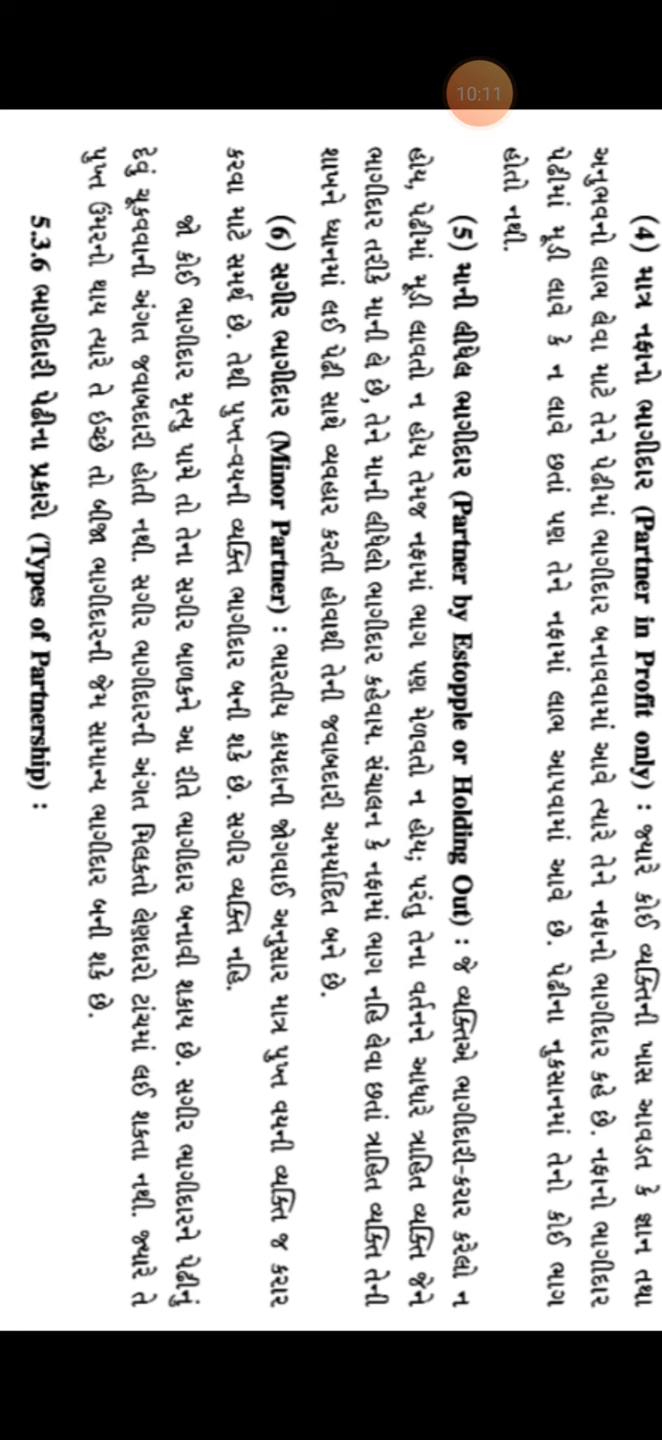 10:11
(4) માત્ર નફાનો ભાગીદાર (Partner in Profit only) : જ્યારે કોઈ વ્યક્તિની ખાસ આવડત કે જ્ઞાન તથા
અનુભવનો લાભ લેવા માટે તેને પેઢીમાં ભાગીદાર બનાવવામાં આવે ત્યારે તેને નફાનો ભાગીદાર કહે છે. નફાનો ભાગીદાર
પેઢીમાં મૂડી લાવે કે ન લાવે છતાં પણ તેને નફામાં લાભ આપવામાં આવે છે. પેઢીના નુકસાનમાં તેનો કોઈ ભાગ
હોતો નથી.
(5) માની લીધેલ ભાગીદાર (Partner by Estopple or Holding Out) : જે વ્યક્તિએ ભાગીદારી-કરાર કરેલો ન
હોય, પેઢીમાં મૂડી લાવતો ન હોય તેમજ નફામાં ભાગ પણ મેળવતો ન હોય; પરંતુ તેના વર્તનને આધારે ત્રાહિત વ્યક્તિ જેને
ભાગીદાર તરીકે માની લે છે, તેને માની લીધેલો ભાગીદાર કહેવાય. સંચાલન કે નફામાં ભાગ નહિ લેવા છતાં ત્રાહિત વ્યક્તિ તેની
શાખને ધ્યાનમાં લઈ પેઢી સાથે વ્યવહાર કરતી હોવાથી તેની જવાબદારી અમર્યાદિત બને છે.
(6) સગીર ભાગીદાર (Minor Partner) : ભારતીય કાયદાની જોગવાઈ અનુસાર માત્ર પુખ્ત વયની વ્યક્તિ જ કરાર
કરવા માટે સમર્થ છે. તેથી પુખ્ત-વયની વ્યક્તિ ભાગીદાર બની શકે છે. સગીર વ્યક્તિ નહિ.
જો કોઈ ભાગીદાર મૃત્યુ પામે તો તેના સગીર બાળકને આ રીતે ભાગીદાર બનાવી શકાય છે. સગીર ભાગીદારને પેઢીનું
દેવું ચૂકવવાની અંગત જવાબદારી હોતી નથી. સગીર ભાગીદારની અંગત મિલકતો લેણદારો ટાંચમાં લઈ શકતા નથી. જ્યારે તે
પુખ્ત ઉંમરનો થાય ત્યારે તે ઈચ્છે તો બીજા ભાગીદારની જેમ સામાન્ય ભાગીદાર બની શકે છે.
5.3.6 ભાગીદારી પેઢીના પ્રકારો (Types of Partnership) :